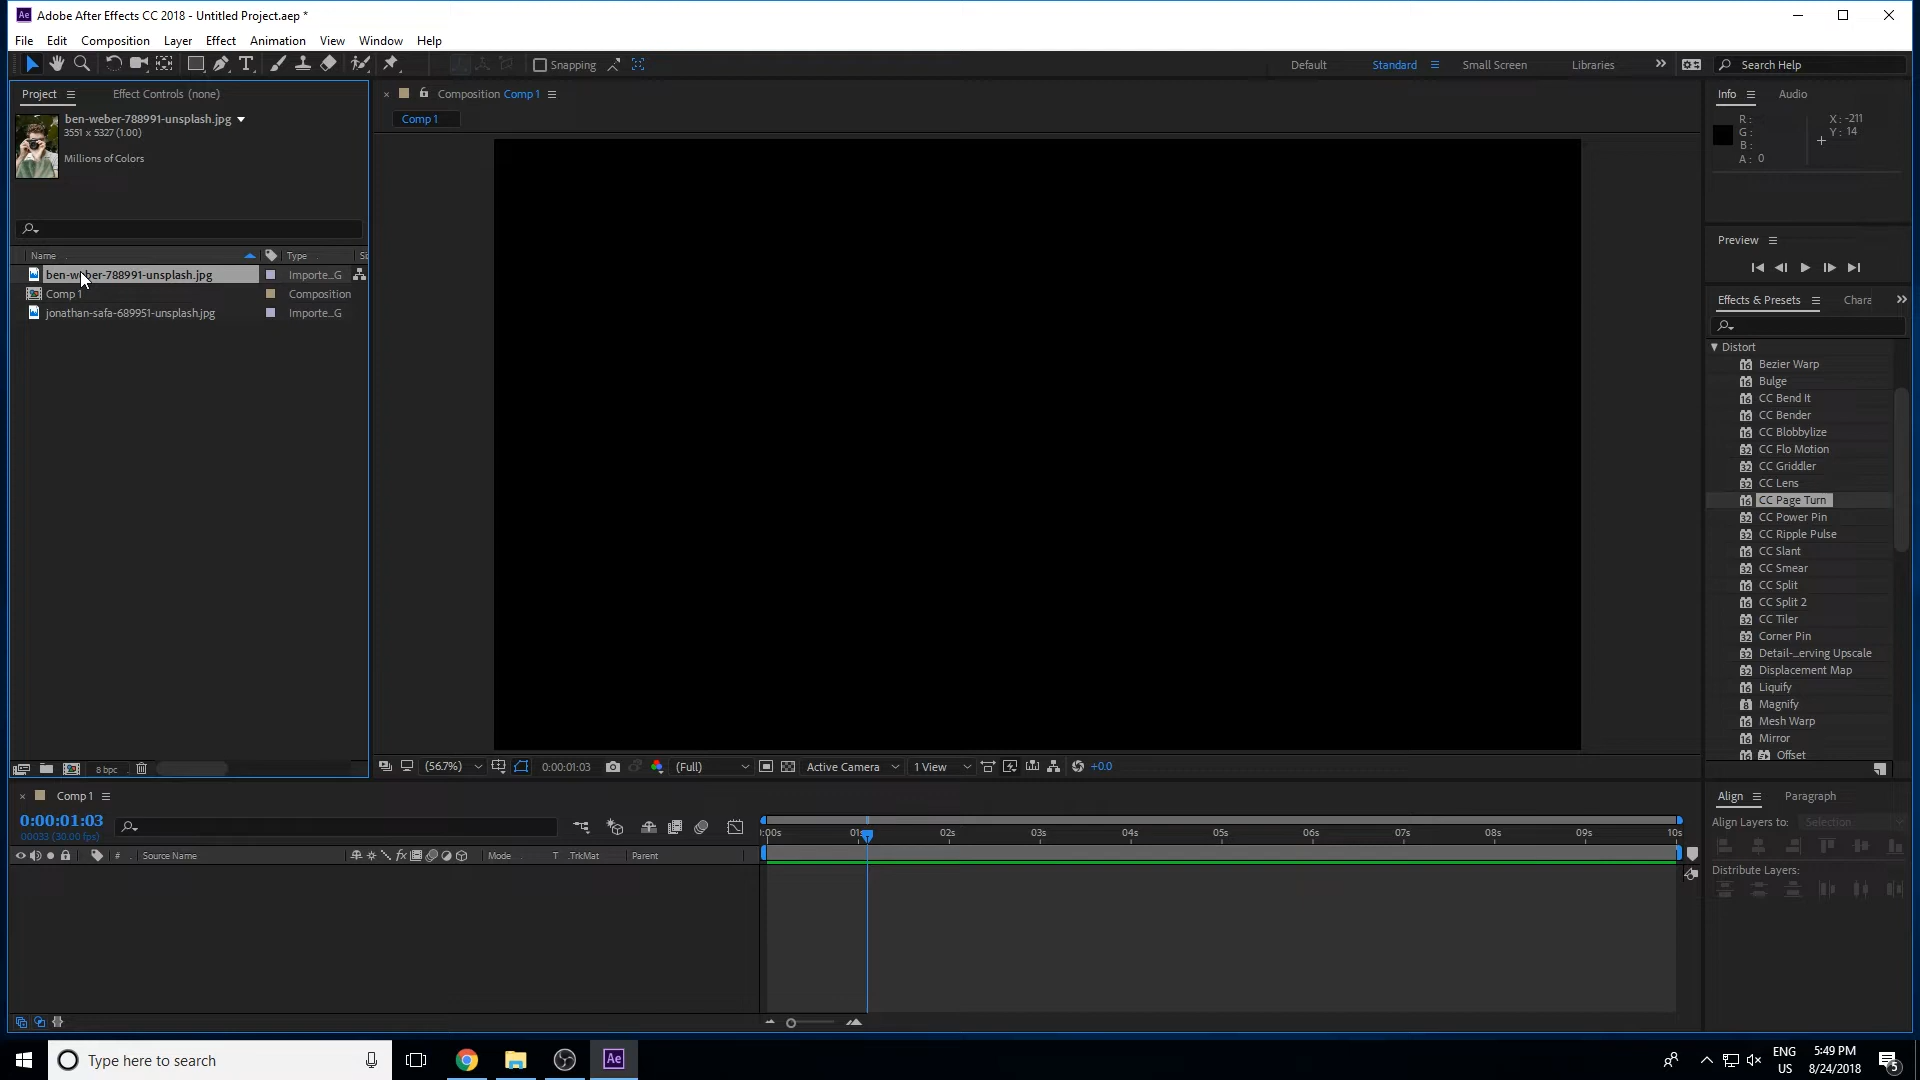 Adobe After Effects CC 2018 - Untitled Project.aep *
File Edit Composition Layer Effect Animation View Window Help
Snapping Default Standard Small Screen Libraries Search Help
Project Effect Controls (none)
ben-weber-788991-unsplash.jpg
3551 x 5327 (1.00)
Millions of Colors
Name Type
ben-weber-788991-unsplash.jpg Importe_G
Comp 1 Composition
jonathan-safa-689951-unsplash.jpg Importe_G
8 bpc
Composition Comp 1
Comp 1
(56.7%) 0:00:01:03 (Full) Active Camera 1 View +0.0
Info Audio
R: X: -211
G: Y: 14
B:
A: 0
Preview
Effects & Presets Chara
Distort
Bezier Warp
Bulge
CC Bend It
CC Bender
CC Blobbylize
CC Flo Motion
CC Griddler
CC Lens
CC Page Turn
CC Power Pin
CC Ripple Pulse
CC Slant
CC Smear
CC Split
CC Split 2
CC Tiler
Corner Pin
Detail-...erving Upscale
Displacement Map
Liquify
Magnify
Mesh Warp
Mirror
Offset
Comp 1
0:00:01:03
00033 (30.00 fps)
# Source Name fx Mode T .TrkMat Parent
:00s 01s 02s 03s 04s 05s 06s 07s 08s 09s 10s
Align Paragraph
Align Layers to: Selection
Distribute Layers:
Type here to search
Ae
ENG
US
5:49 PM
8/24/2018
5